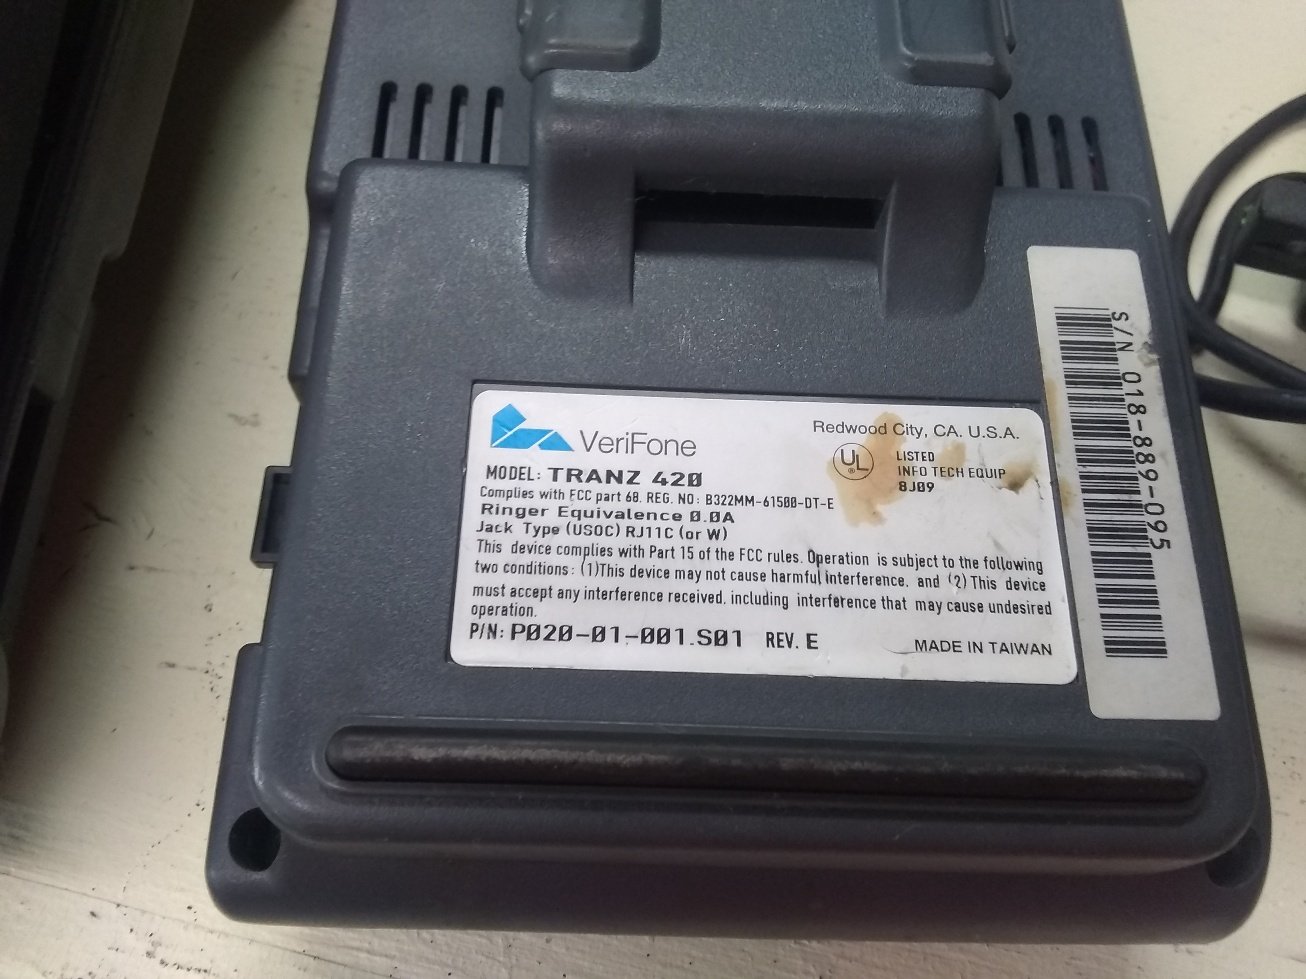 VeriFone
Redwood City, CA. U.S.A.
MODEL: TRANZ 420
UL
LISTED
INFO TECH EQUIP
8J09
Complies with FCC part 68. REG. NO: B322MM-61500-DT-E
Ringer Equivalence 0.0A
Jack Type (USOC) RJ11C (or W)
This device complies with Part 15 of the FCC rules. Operation is subject to the following
two conditions: (1)This device may not cause harmful interference. and (2) This device
must accept any interference received. including interference that may cause undesired
operation.
P/N: P020-01-001.S01 REV. E
MADE IN TAIWAN
S/N 018-889-095